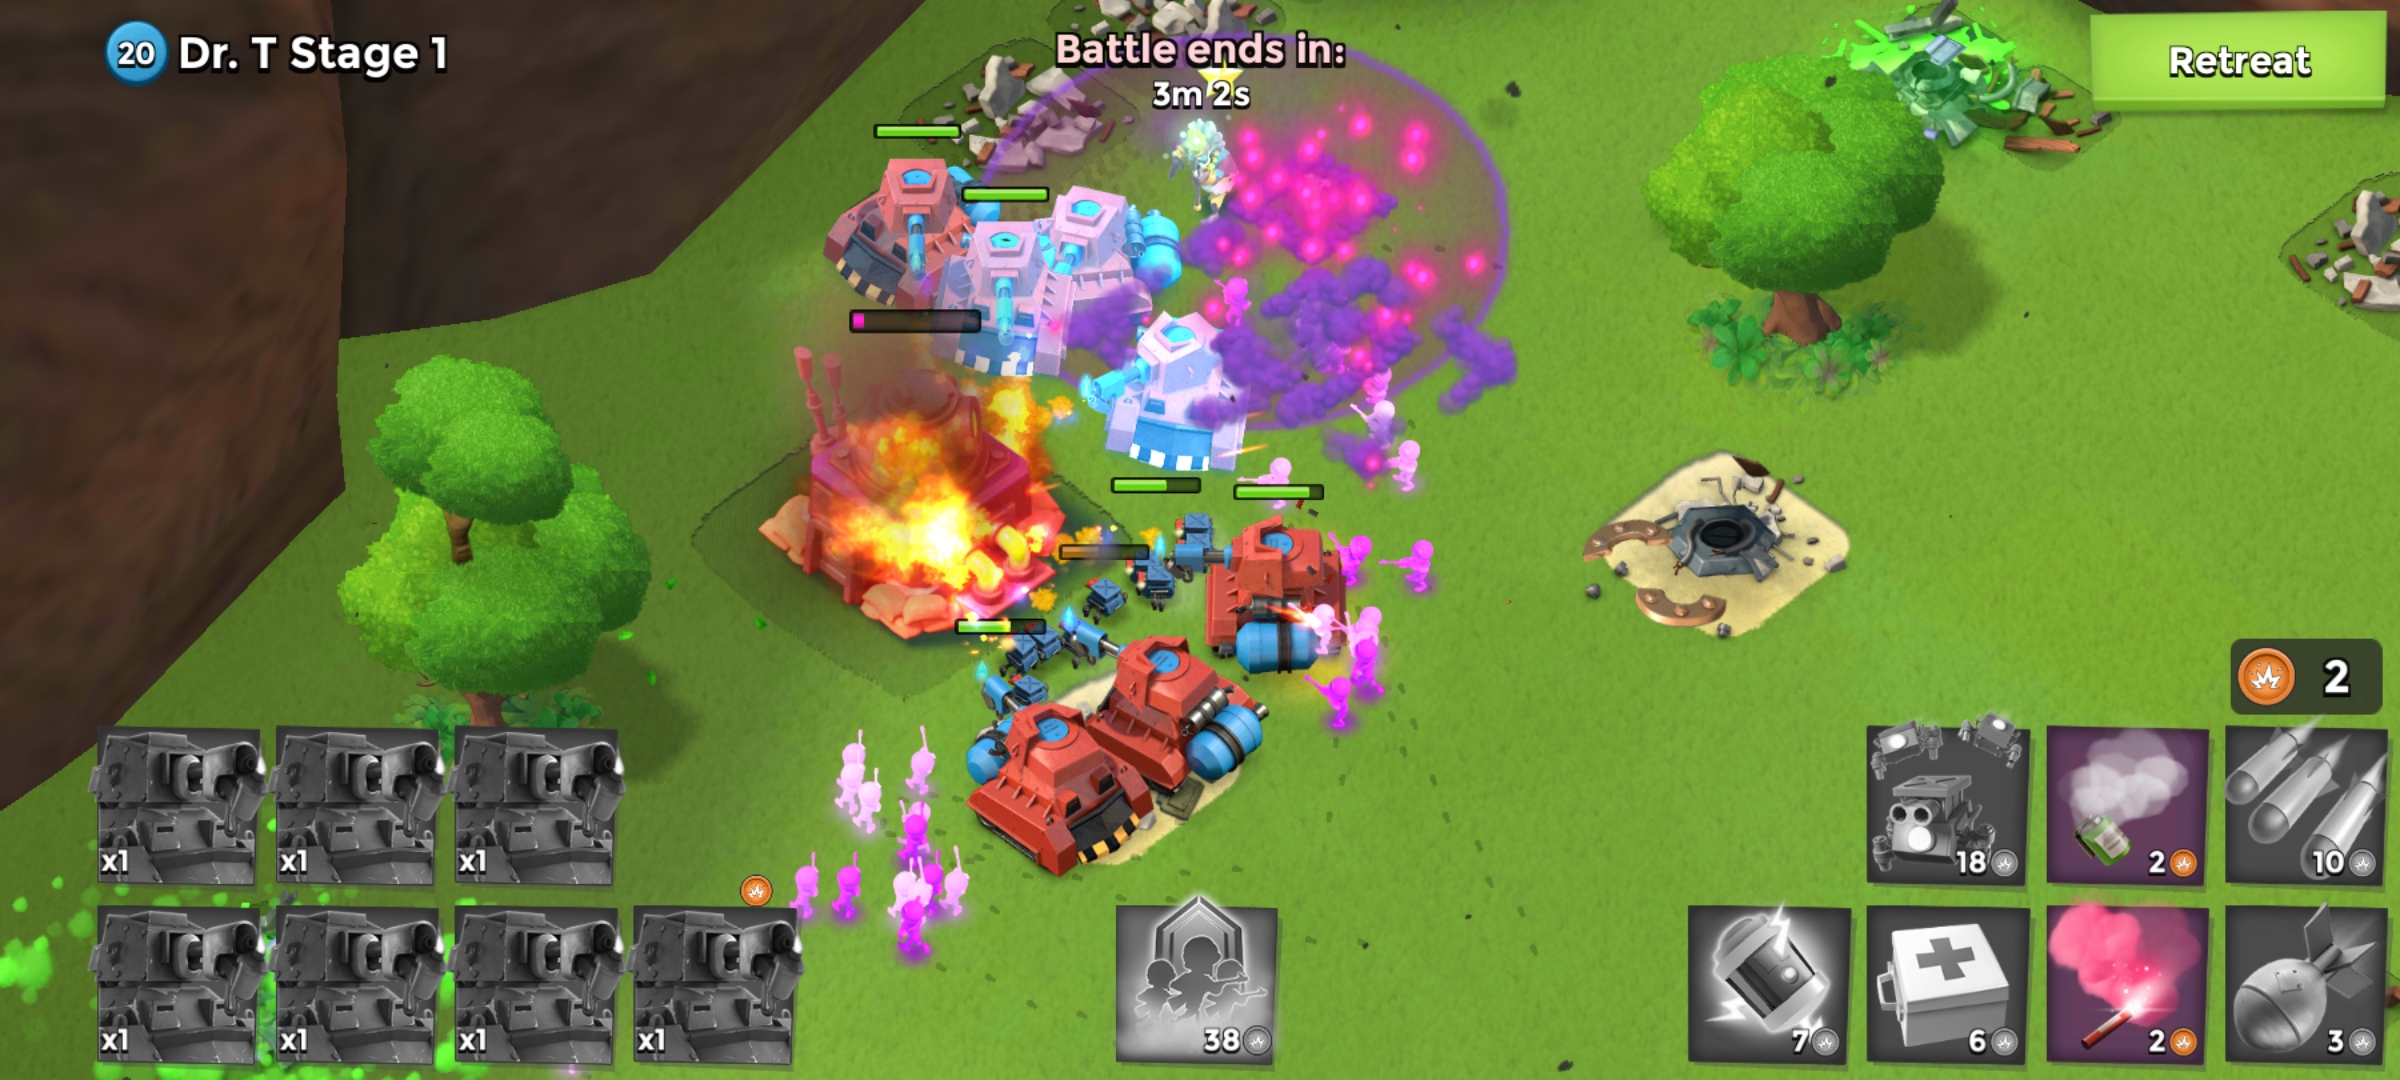 20 Dr. T Stage 1
Battle ends in:
3m 2s
Retreat
2
x1 x1 x1
18 2 10
x1 x1 x1 x1
38
7 6 2 3